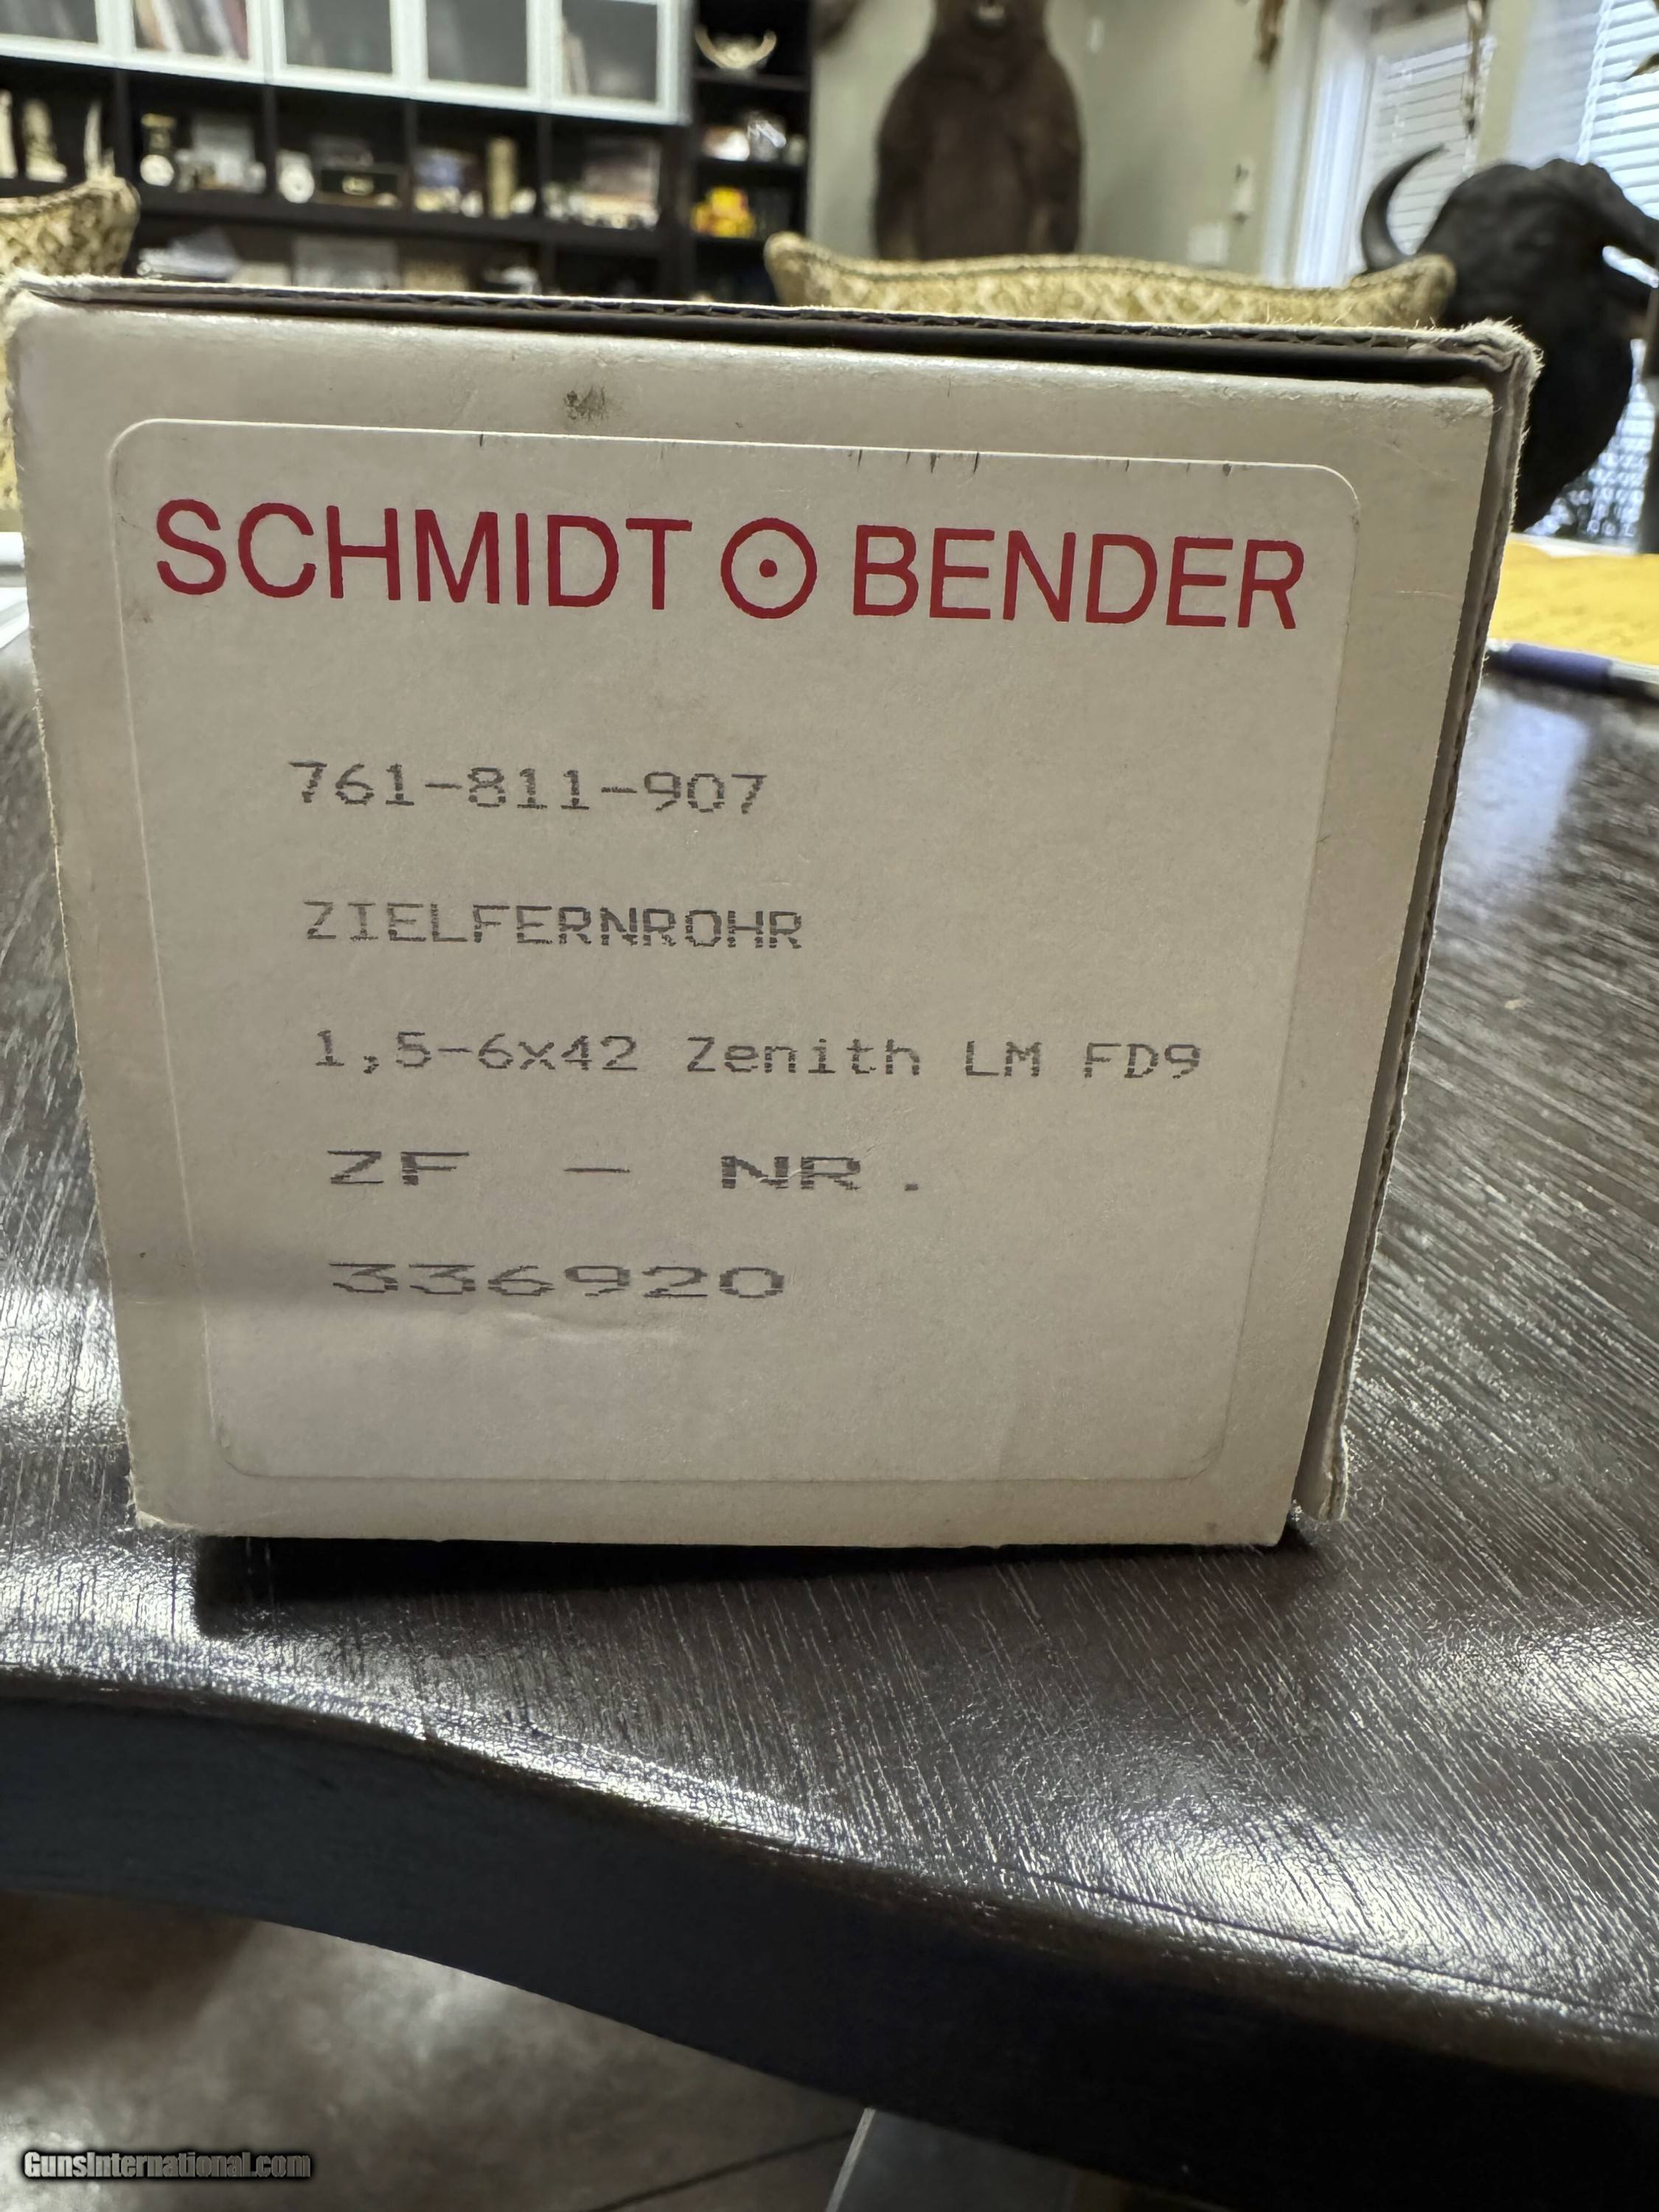 SCHMIDT BENDER
761-811-907
ZIELFERNROHR
1,5-6x42 Zenith LM FD9
ZF - NR.
336920
GunsInternational.com